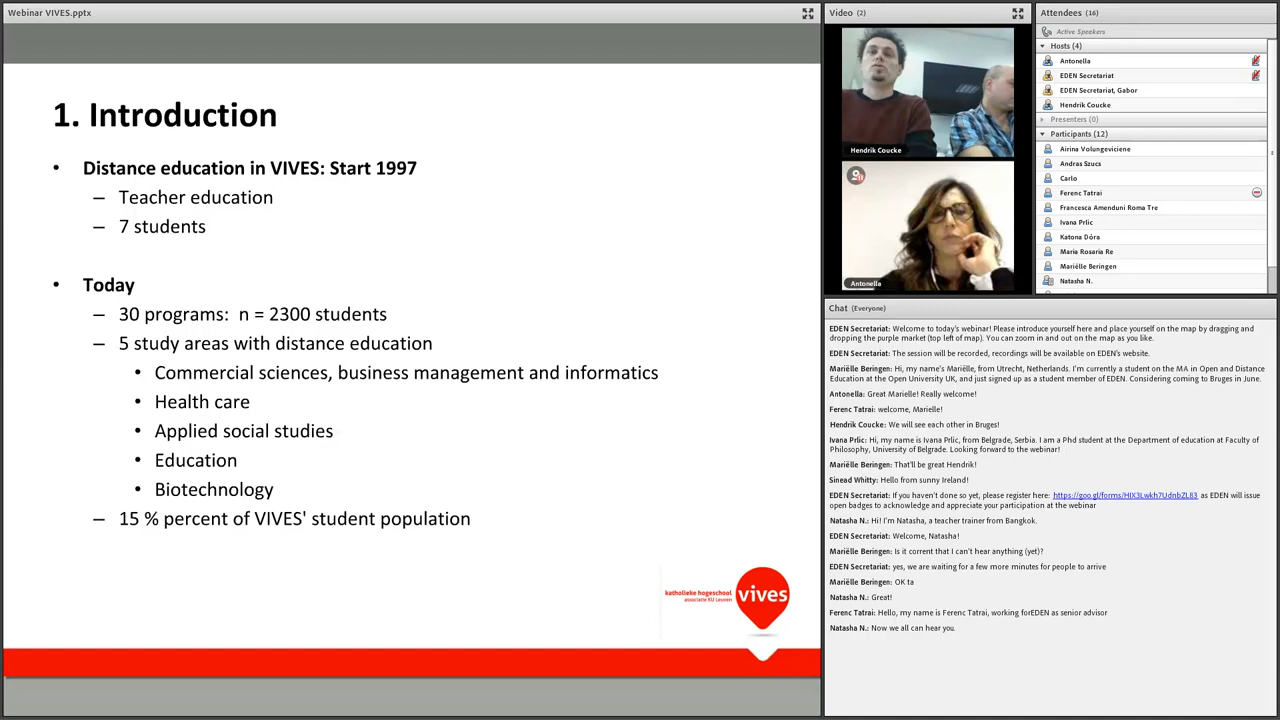 Webinar VIVES.pptx
1. Introduction
• Distance education in VIVES: Start 1997
– Teacher education
– 7 students
• Today
– 30 programs: n = 2300 students
– 5 study areas with distance education
• Commercial sciences, business management and informatics
• Health care
• Applied social studies
• Education
• Biotechnology
– 15 % percent of VIVES' student population
katholieke hogeschool
associatie KU Leuven
vives
Video (2)
Hendrik Coucke
Antonella
Attendees (16)
Active Speakers
Hosts (4)
Antonella
EDEN Secretariat
EDEN Secretariat, Gabor
Hendrik Coucke
Presenters (0)
Participants (12)
Airina Volungeviciene
Andras Szucs
Carlo
Ferenc Tatrai
Francesca Amenduni Roma Tre
Ivana Prlic
Katona Dóra
Maria Rosaria Re
Mariëlle Beringen
Natasha N.
Chat (Everyone)
EDEN Secretariat: Welcome to today's webinar! Please introduce yourself here and place yourself on the map by dragging and
dropping the purple market (top left of map). You can zoom in and out on the map as you like.
EDEN Secretariat: The session will be recorded, recordings will be available on EDEN's website.
Mariëlle Beringen: Hi, my name's Mariëlle, from Utrecht, Netherlands. I'm currently a student on the MA in Open and Distance
Education at the Open University UK, and just signed up as a student member of EDEN. Considering coming to Bruges in June.
Antonella: Great Marielle! Really welcome!
Ferenc Tatrai: welcome, Marielle!
Hendrik Coucke: We will see each other in Bruges!
Ivana Prlic: Hi, my name is Ivana Prlic, from Belgrade, Serbia. I am a Phd student at the Department of education at Faculty of
Philosophy, University of Belgrade. Looking forward to the webinar!
Mariëlle Beringen: That'll be great Hendrik!
Sinead Whitty: Hello from sunny Ireland!
EDEN Secretariat: If you haven't done so yet, please register here: https://goo.gl/forms/HIX3Lwkh7UdnbZL83 as EDEN will issue
open badges to acknowledge and appreciate your participation at the webinar
Natasha N.: Hi! I'm Natasha, a teacher trainer from Bangkok.
EDEN Secretariat: Welcome, Natasha!
Mariëlle Beringen: Is it corrent that I can't hear anything (yet)?
EDEN Secretariat: yes, we are waiting for a few more minutes for people to arrive
Mariëlle Beringen: OK ta
Natasha N.: Great!
Ferenc Tatrai: Hello, my name is Ferenc Tatrai, working forEDEN as senior advisor
Natasha N.: Now we all can hear you.